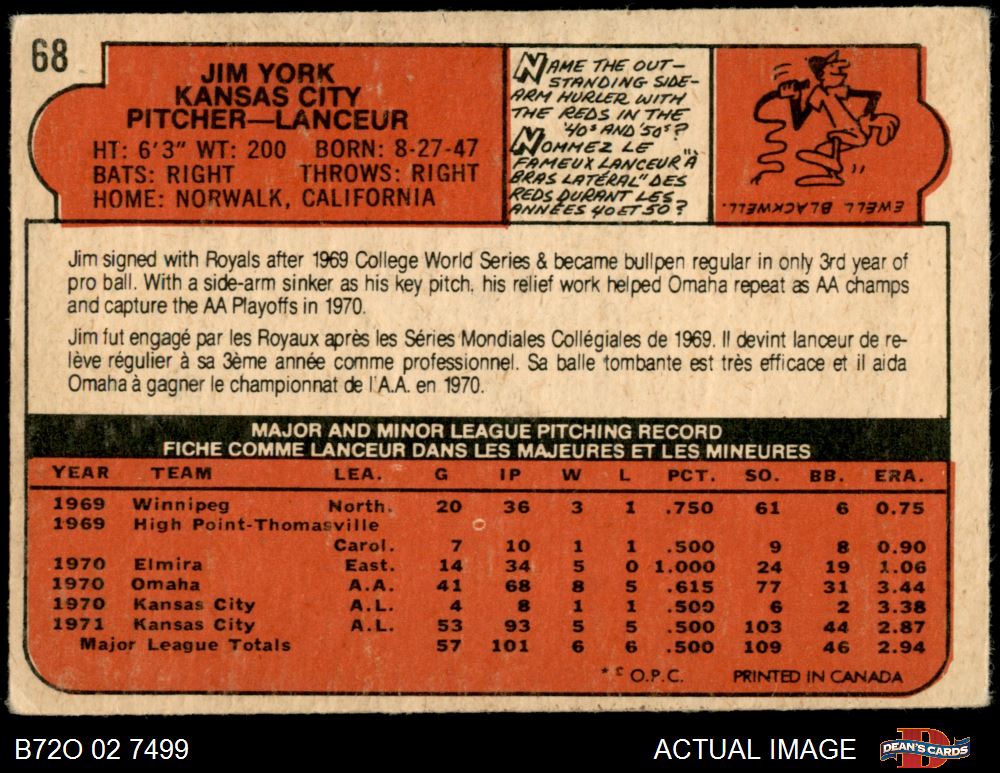 68
JIM YORK
KANSAS CITY
PITCHER—LANCEUR
HT: 6'3" WT: 200 BORN: 8-27-47
BATS: RIGHT THROWS: RIGHT
HOME: NORWALK, CALIFORNIA
NAME THE OUT-
STANDING SIDE-
ARM HURLER WITH
THE REDS IN THE
'40s AND '50s?
NOMMEZ LE
FAMEUX LANCEUR "À
BRAS LATÉRAL" DES
REDS DURANT LES
ANNÉES 40 ET 50?
EWELL BLACKWELL.
Jim signed with Royals after 1969 College World Series & became bullpen regular in only 3rd year of
pro ball. With a side-arm sinker as his key pitch, his relief work helped Omaha repeat as AA champs
and capture the AA Playoffs in 1970.
Jim fut engagé par les Royaux après les Séries Mondiales Collégiales de 1969. Il devint lanceur de re-
lève régulier à sa 3ème année comme professionnel. Sa balle tombante est très efficace et il aida
Omaha à gagner le championnat de l'A.A. en 1970.
MAJOR AND MINOR LEAGUE PITCHING RECORD
FICHE COMME LANCEUR DANS LES MAJEURES ET LES MINEURES
YEAR TEAM LEA. G IP W L PCT. SO. BB. ERA.
1969 Winnipeg North. 20 36 3 1 .750 61 6 0.75
1969 High Point-Thomasville
Carol. 7 10 1 1 .500 9 8 0.90
1970 Elmira East. 14 34 5 0 1.000 24 19 1.06
1970 Omaha A.A. 41 68 8 5 .615 77 31 3.44
1970 Kansas City A.L. 4 8 1 1 .500 6 2 3.38
1971 Kansas City A.L. 53 93 5 5 .500 103 44 2.87
Major League Totals 57 101 6 6 .500 109 46 2.94
* © O.P.C. PRINTED IN CANADA
B72O 02 7499 ACTUAL IMAGE DEAN'S CARDS